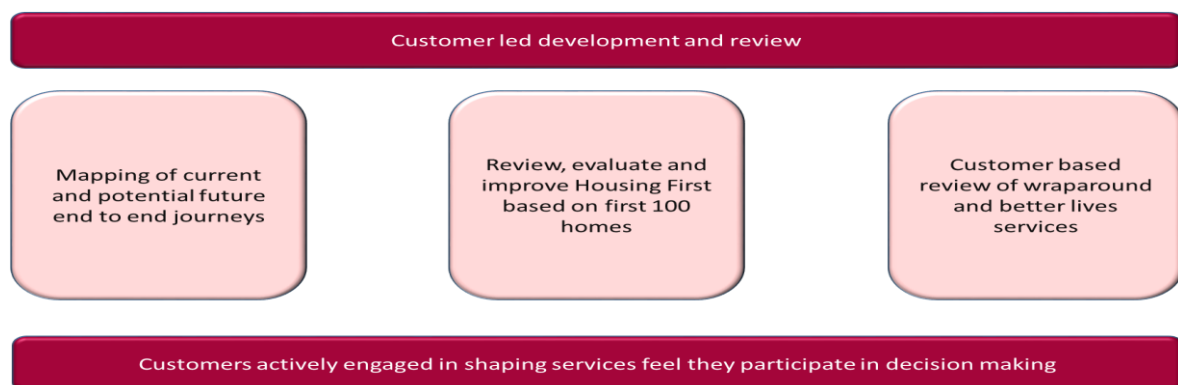 Customer led development and review
Mapping of current
and potential future
end to end journeys
Review, evaluate and
improve Housing First
based on first 100
homes
Customer based
review of wraparound
and better lives
services
Customers actively engaged in shaping services feel they participate in decision making